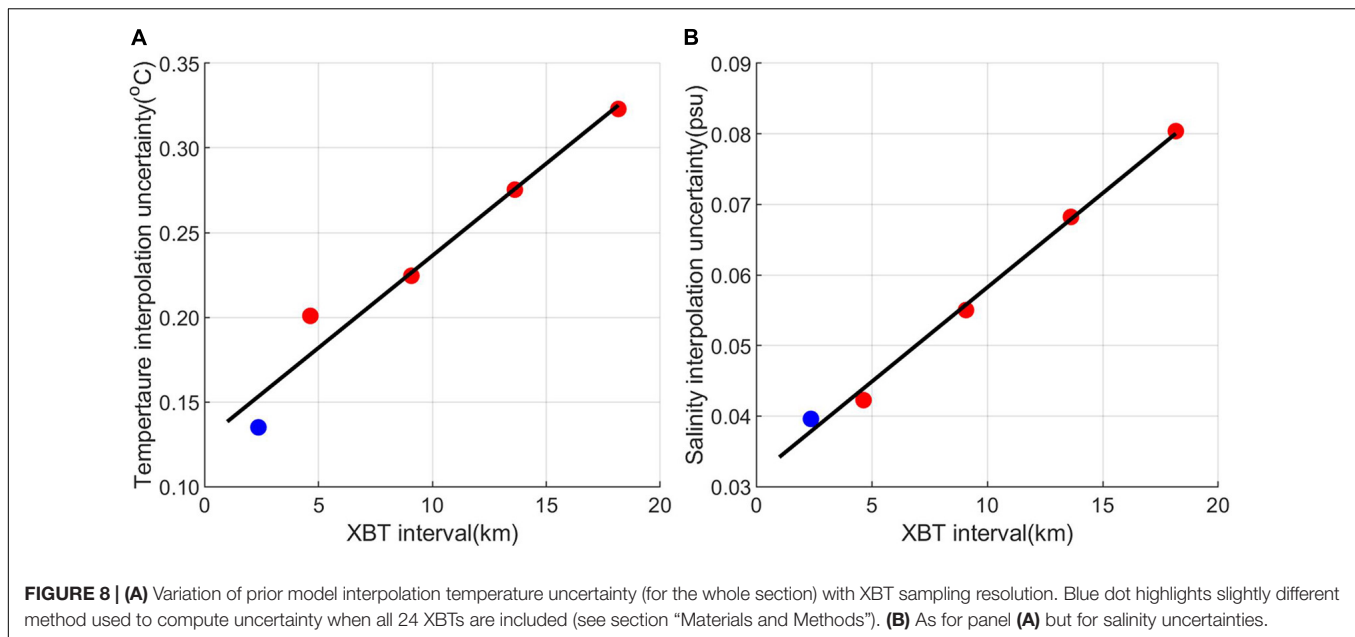 A
Tempertaure interpolation uncertainty(°C)
0.35
0.30
0.25
0.20
0.15
0.10
0 5 10 15 20
XBT interval(km)
B
Salinity interpolation uncertainty(psu)
0.09
0.08
0.07
0.06
0.05
0.04
0.03
0 5 10 15 20
XBT interval(km)
FIGURE 8 | (A) Variation of prior model interpolation temperature uncertainty (for the whole section) with XBT sampling resolution. Blue dot highlights slightly different
method used to compute uncertainty when all 24 XBTs are included (see section “Materials and Methods”). (B) As for panel (A) but for salinity uncertainties.